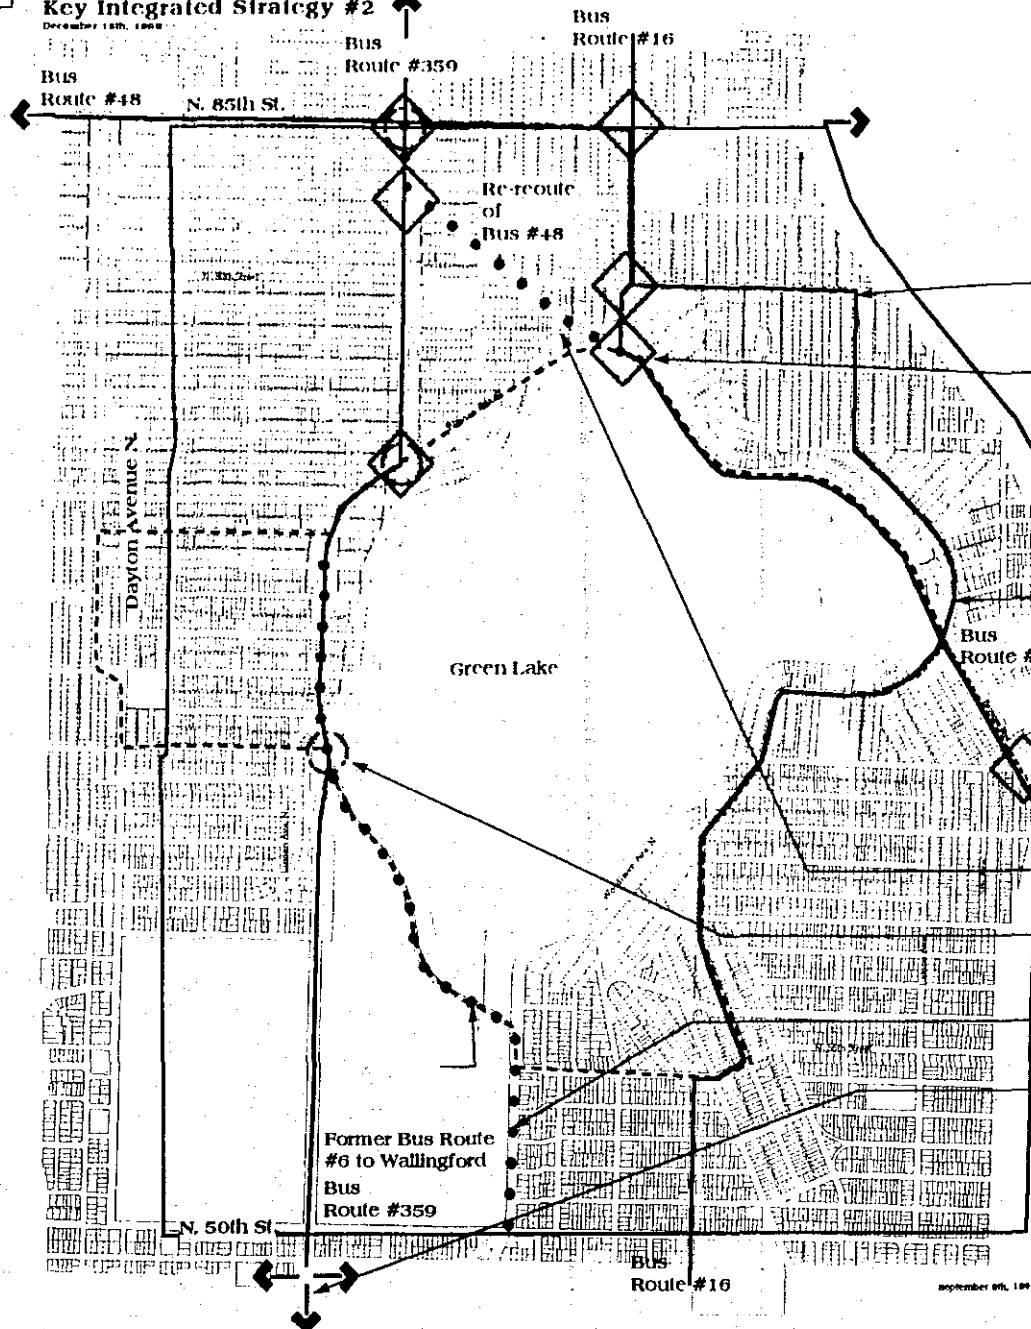 Key Integrated Strategy #2
Bus
Route #16
Bus
Route #359
Bus
Route #48
N. 85th St.
Re-reoute
of
Bus #48
Dayton Avenue N.
Green Lake
Bus
Route #
Former Bus Route
#6 to Wallingford
Bus
Route #359
N. 50th St.
Bus
Route #16